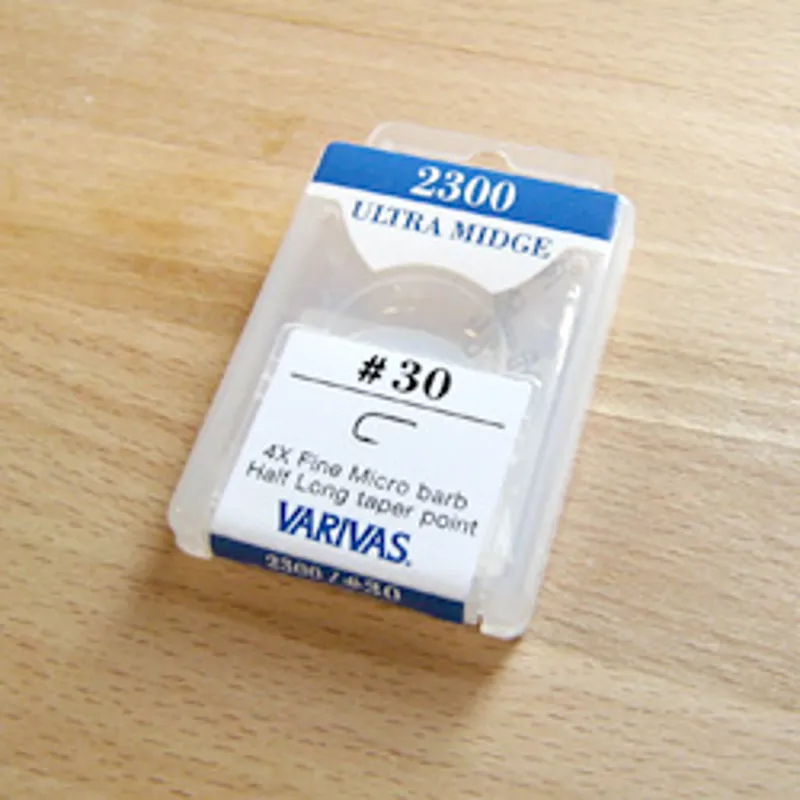 2300
ULTRA MIDGE
#30
4X Fine Micro barb
Half Long taper point
VARIVAS.
2300/#30